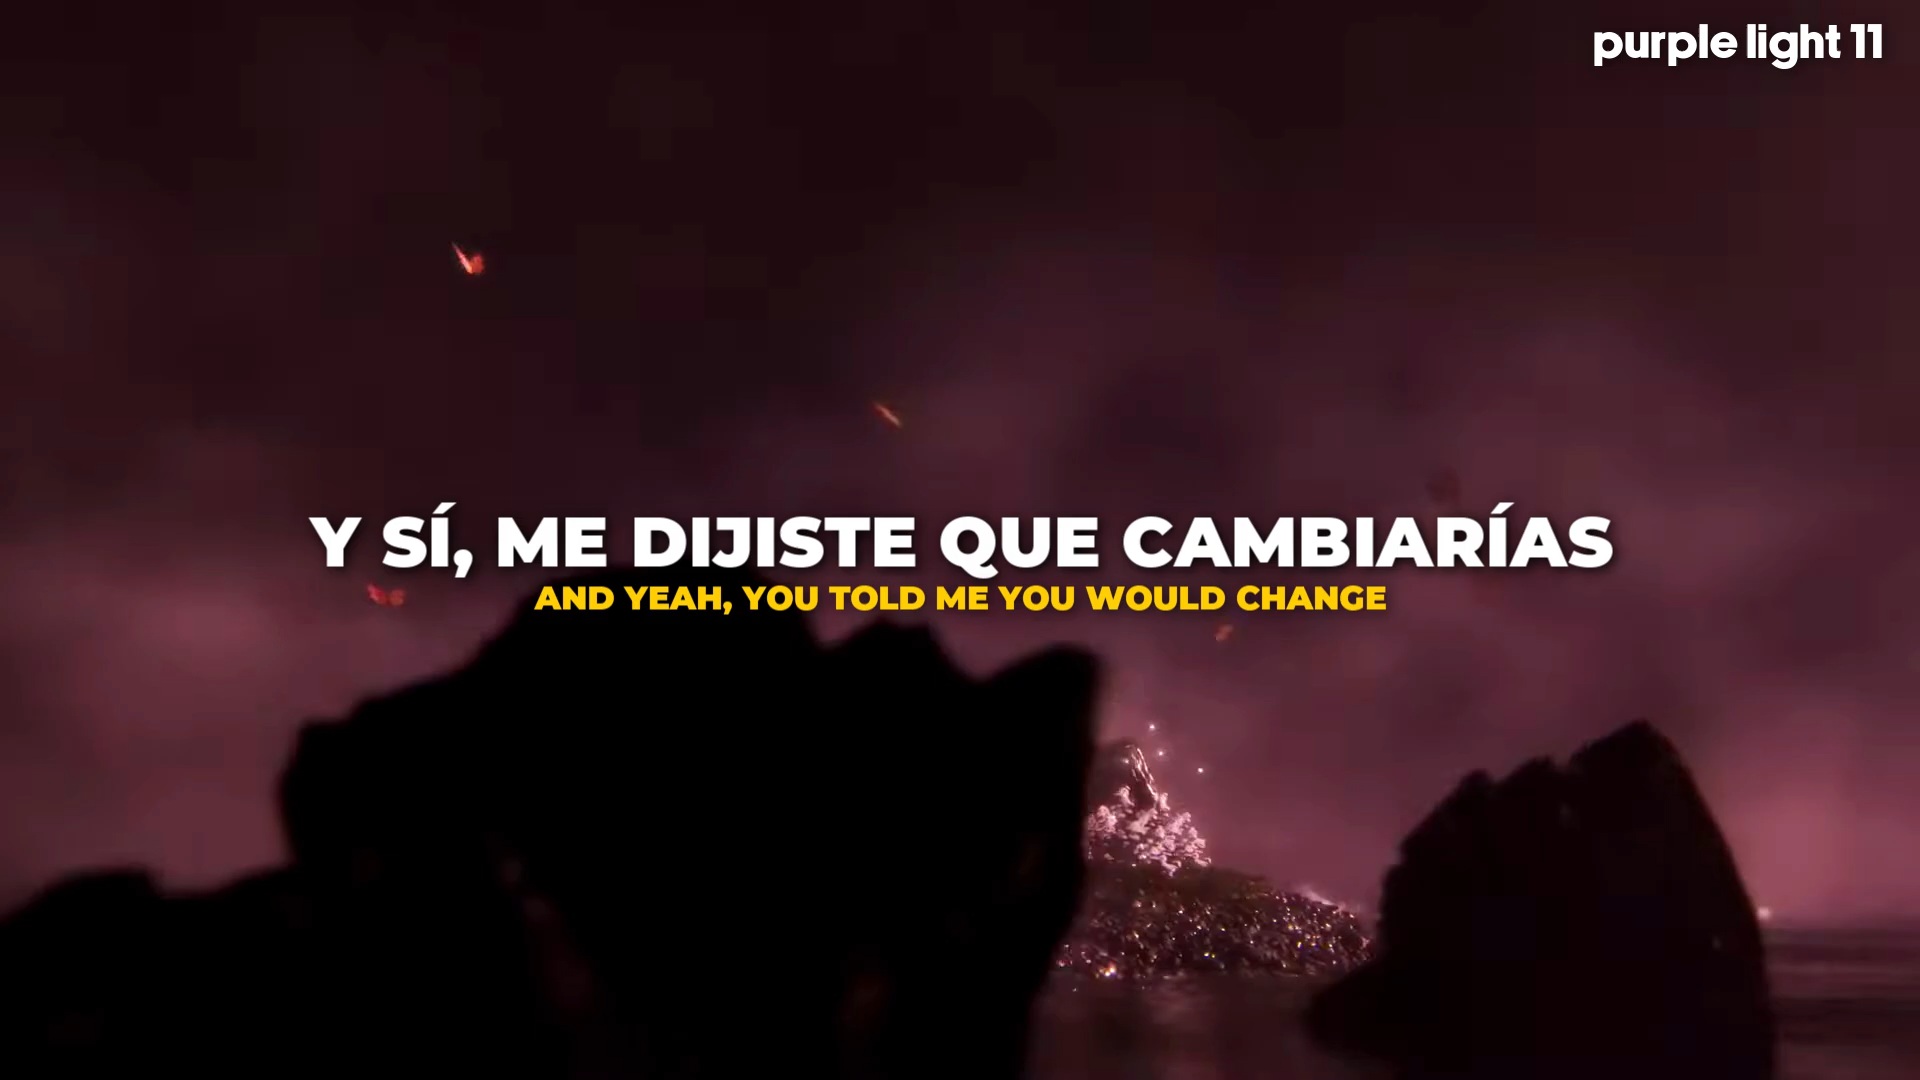 purple light 11
Y SÍ, ME DIJISTE QUE CAMBIARÍAS
AND YEAH, YOU TOLD ME YOU WOULD CHANGE